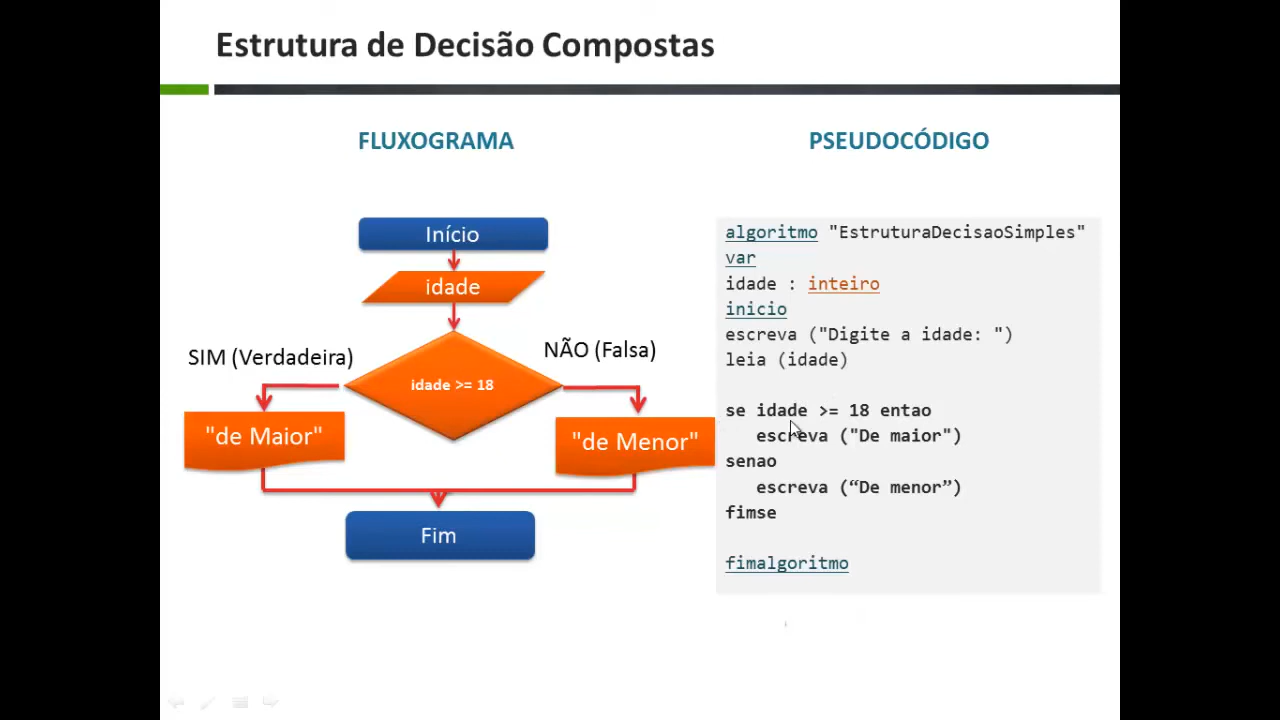 Estrutura de Decisão Compostas
FLUXOGRAMA
Início
idade
SIM (Verdadeira)
NÃO (Falsa)
idade >= 18
"de Maior"
"de Menor"
Fim
PSEUDOCÓDIGO
algoritmo "EstruturaDecisaoSimples"
var
idade : inteiro
inicio
escreva ("Digite a idade: ")
leia (idade)
se idade >= 18 entao
escreva ("De maior")
senao
escreva (“De menor”)
fimse
fimalgoritmo